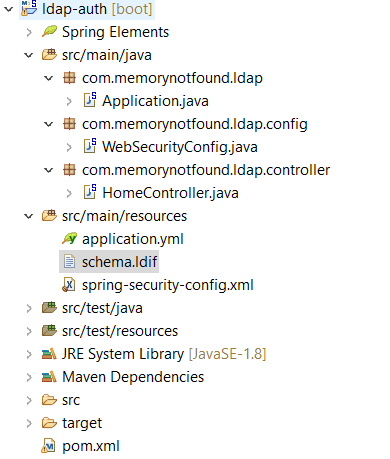 ldap-auth [boot]
Spring Elements
src/main/java
com.memorynotfound.ldap
Application.java
com.memorynotfound.ldap.config
WebSecurityConfig.java
com.memorynotfound.ldap.controller
HomeController.java
src/main/resources
application.yml
schema.ldif
spring-security-config.xml
src/test/java
src/test/resources
JRE System Library [JavaSE-1.8]
Maven Dependencies
src
target
pom.xml